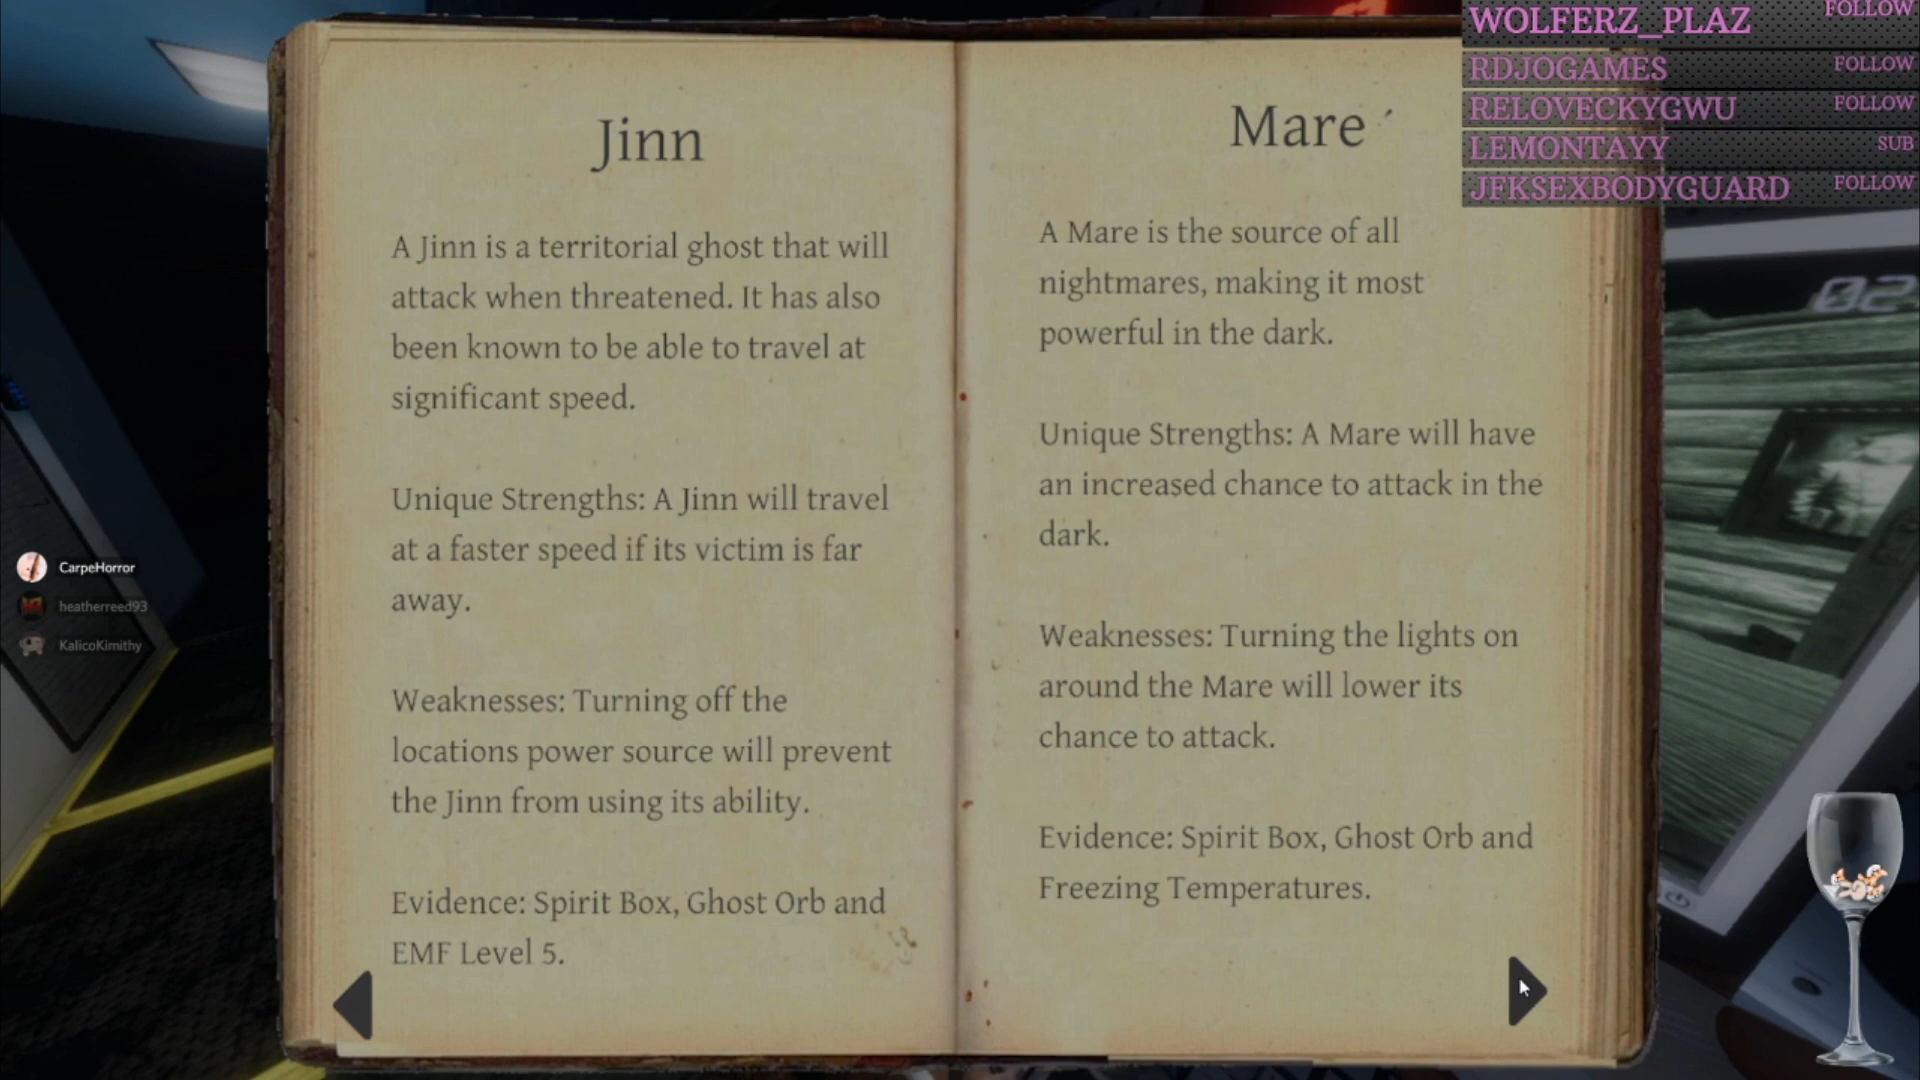 Jinn
A Jinn is a territorial ghost that will
attack when threatened. It has also
been known to be able to travel at
significant speed.
Unique Strengths: A Jinn will travel
at a faster speed if its victim is far
away.
Weaknesses: Turning off the
locations power source will prevent
the Jinn from using its ability.
Evidence: Spirit Box, Ghost Orb and
EMF Level 5.
Mare
A Mare is the source of all
nightmares, making it most
powerful in the dark.
Unique Strengths: A Mare will have
an increased chance to attack in the
dark.
Weaknesses: Turning the lights on
around the Mare will lower its
chance to attack.
Evidence: Spirit Box, Ghost Orb and
Freezing Temperatures.
WOLFERZ_PLAZ FOLLOW
RDJOGAMES FOLLOW
RELOVECKYGWU FOLLOW
LEMONTAYY SUB
JFKSEXBODYGUARD FOLLOW
CarpeHorror
heatherreed93
KalicoKimithy
02